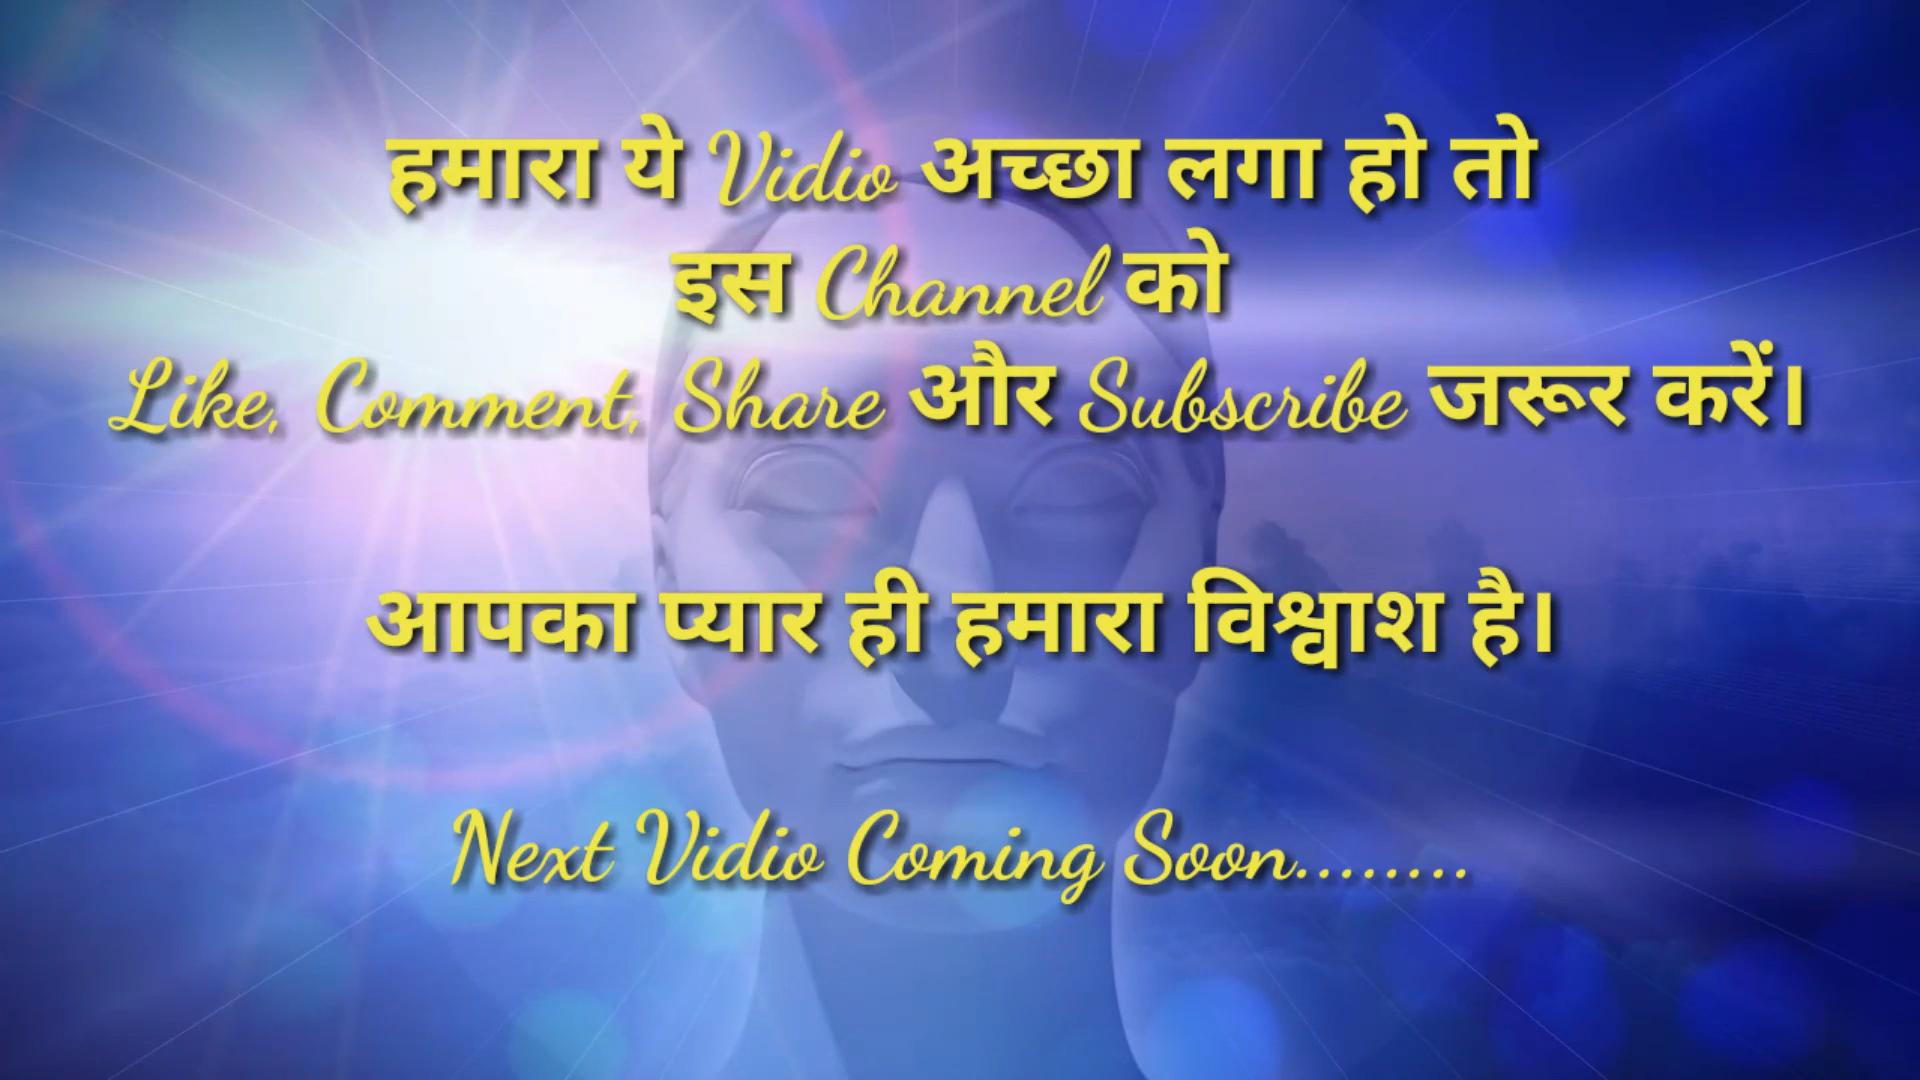 हमारा ये Vidio अच्छा लगा हो तो
इस Channel को
Like, Comment, Share और Subscribe जरूर करें।
आपका प्यार ही हमारा विश्वाश है।
Next Vidio Coming Soon........